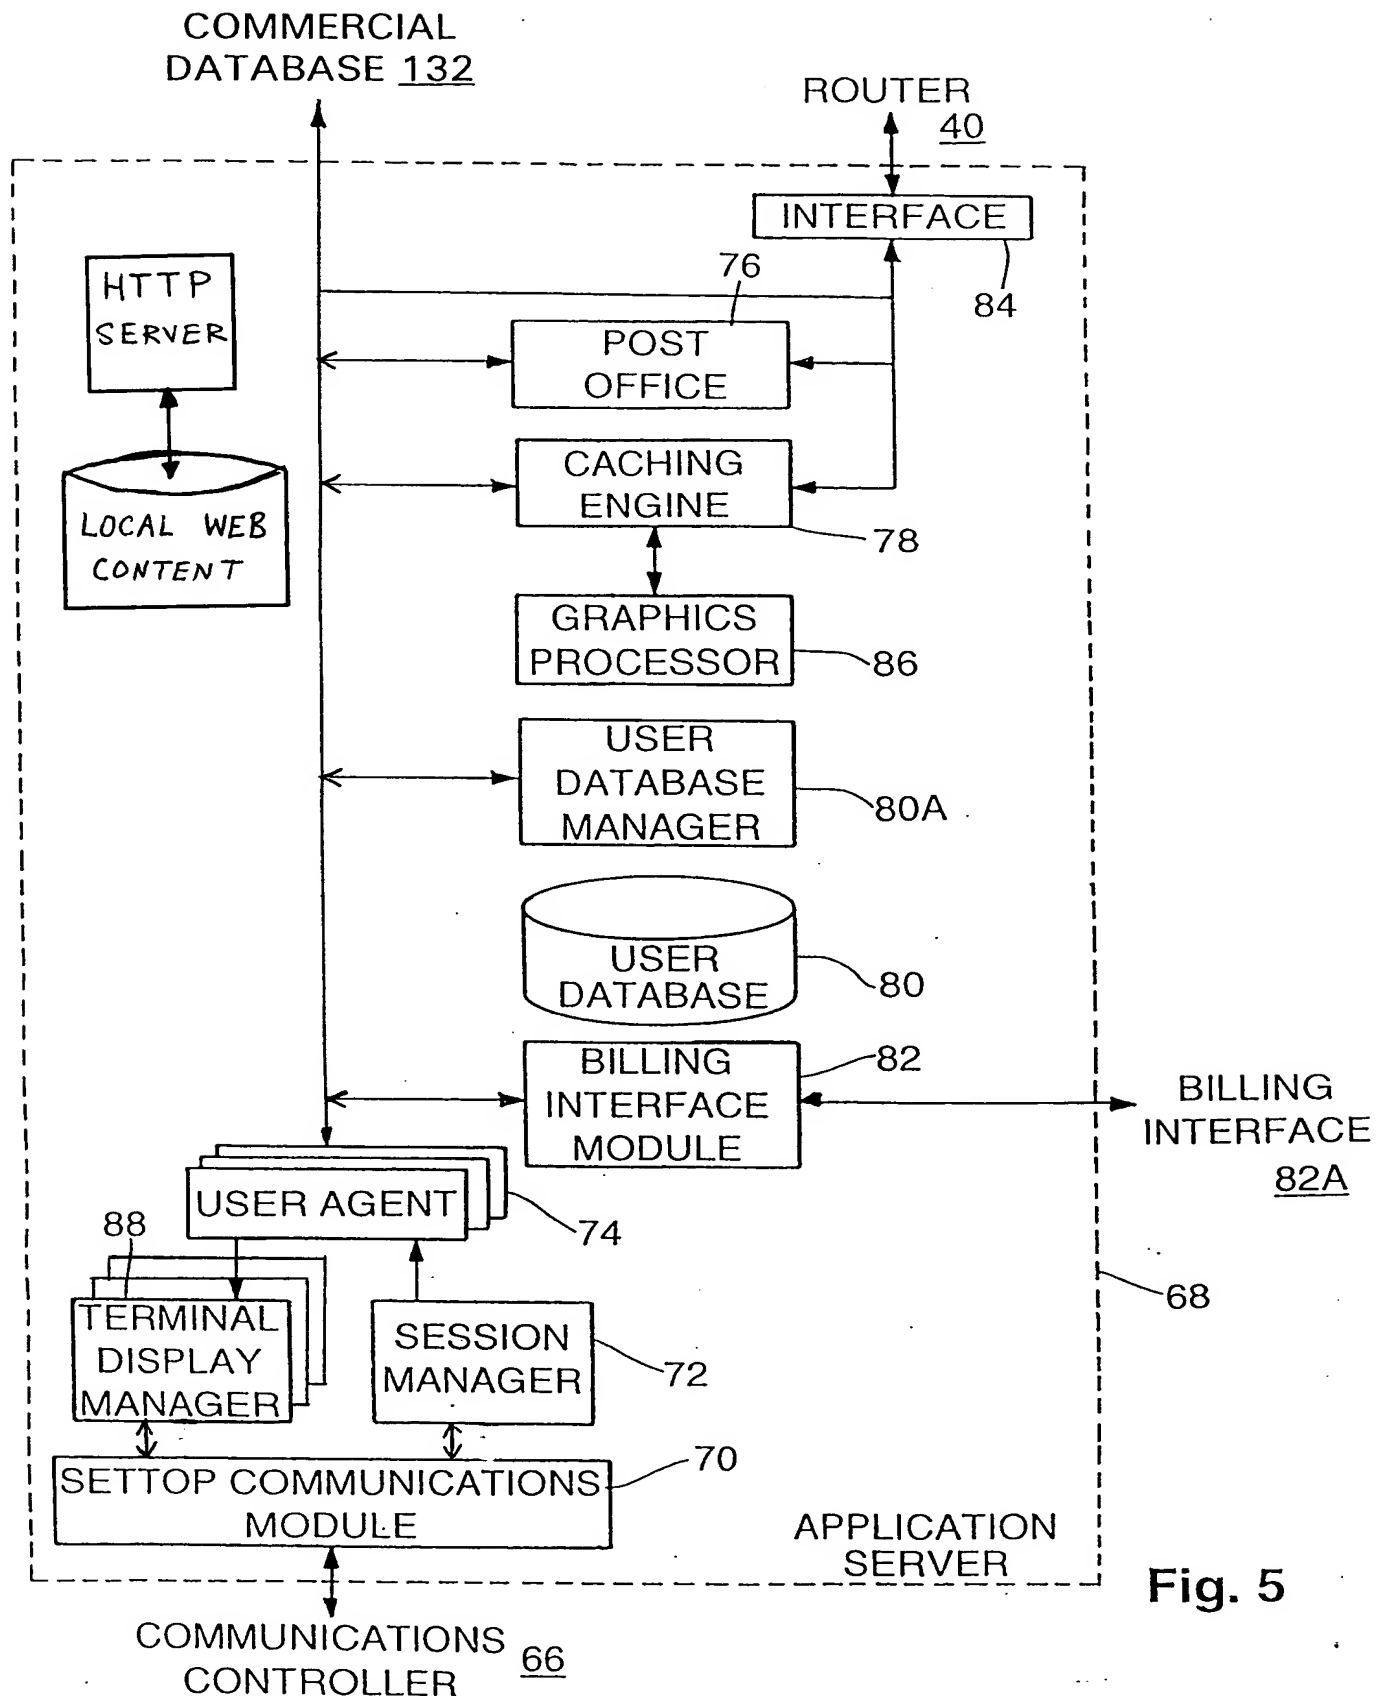 COMMERCIAL
DATABASE 132
ROUTER
40
INTERFACE
84
HTTP
SERVER
76
POST
OFFICE
LOCAL WEB
CONTENT
CACHING
ENGINE
78
GRAPHICS
PROCESSOR
86
USER
DATABASE
MANAGER
80A
USER
DATABASE
80
BILLING
INTERFACE
MODULE
82
BILLING
INTERFACE
82A
USER AGENT
74
88
TERMINAL
DISPLAY
MANAGER
SESSION
MANAGER
72
68
SETTOP COMMUNICATIONS
MODULE
70
APPLICATION
SERVER
Fig. 5
COMMUNICATIONS
CONTROLLER
66